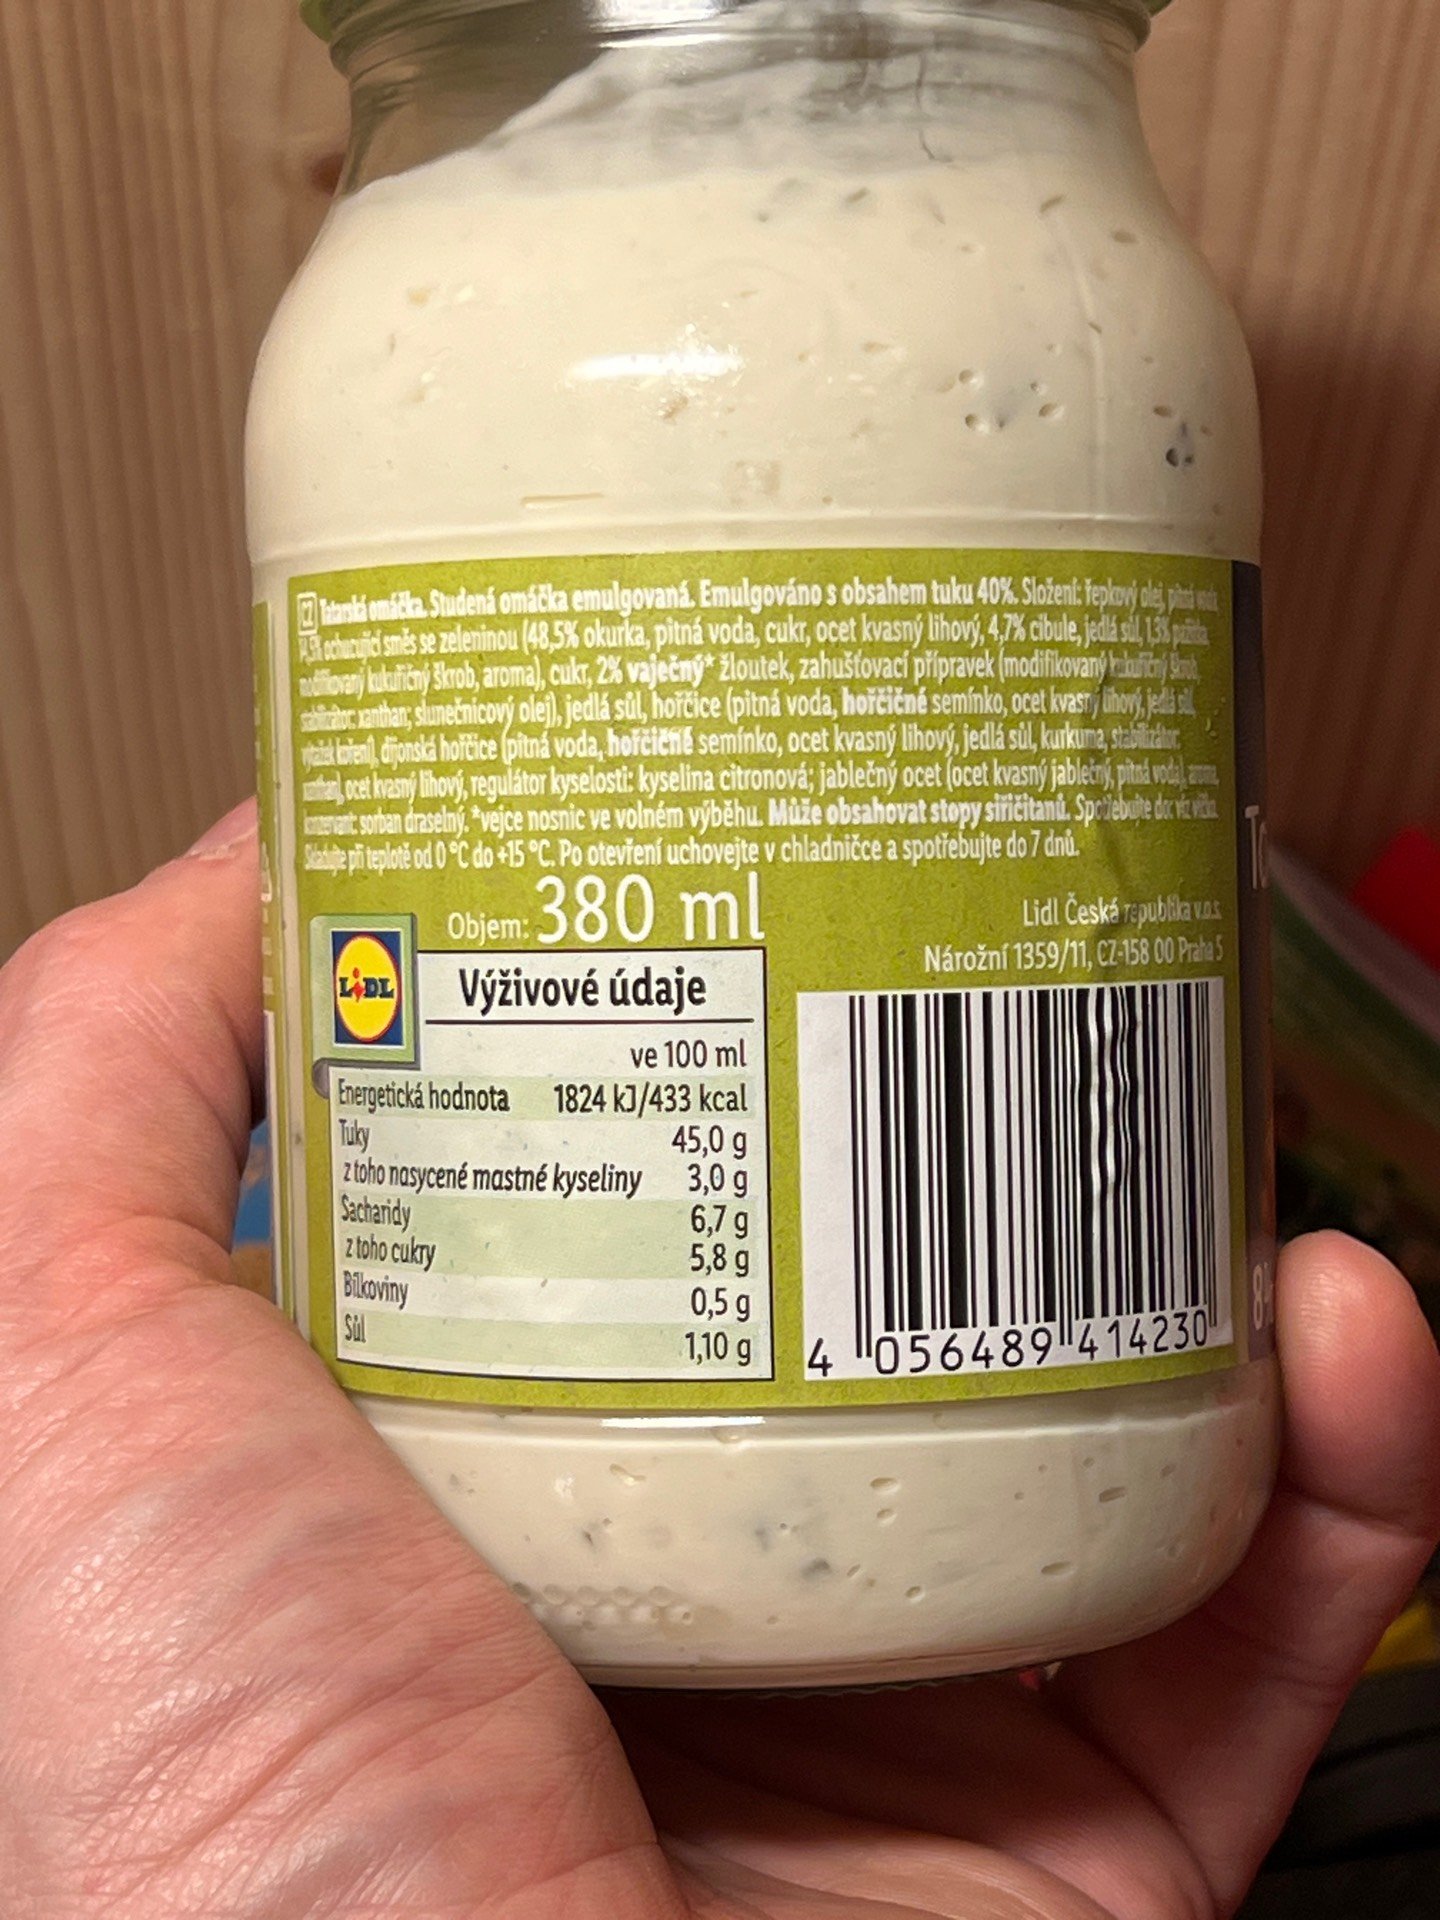 CZ Tatarská omáčka. Studená omáčka emulgovaná. Emulgováno s obsahem tuku 40%. Složení: řepkový olej, pitná voda,
ochucující směs se zeleninou (48,5% okurka, pitná voda, cukr, ocet kvasný lihový, 4,7% cibule, jedlá sůl, 1,3% pažitka,
modifikovaný kukuřičný škrob, aroma), cukr, 2% vaječný* žloutek, zahušťovací přípravek (modifikovaný kukuřičný škrob,
stabilizátor: xanthan; slunečnicový olej), jedlá sůl, hořčice (pitná voda, hořčičné semínko, ocet kvasný lihový, jedlá sůl,
výtažek koření), dijonská hořčice (pitná voda, hořčičné semínko, ocet kvasný lihový, jedlá sůl, kurkuma, stabilizátor:
xanthan), ocet kvasný lihový, regulátor kyselosti: kyselina citronová; jablečný ocet (ocet kvasný jablečný, pitná voda), aroma,
konzervant: sorban draselný. *vejce nosnic ve volném výběhu. Může obsahovat stopy siřičitanů. Spotřebujte do: viz víčko.
Skladujte při teplotě od 0 °C do +15 °C. Po otevření uchovejte v chladničce a spotřebujte do 7 dnů.
Objem: 380 ml
Lidl Česká republika v.o.s.
Nárožní 1359/11, CZ-158 00 Praha 5
LIDL
Výživové údaje
ve 100 ml
Energetická hodnota 1824 kJ/433 kcal
Tuky 45,0 g
z toho nasycené mastné kyseliny 3,0 g
Sacharidy 6,7 g
z toho cukry 5,8 g
Bílkoviny 0,5 g
Sůl 1,10 g
4 056489 414230